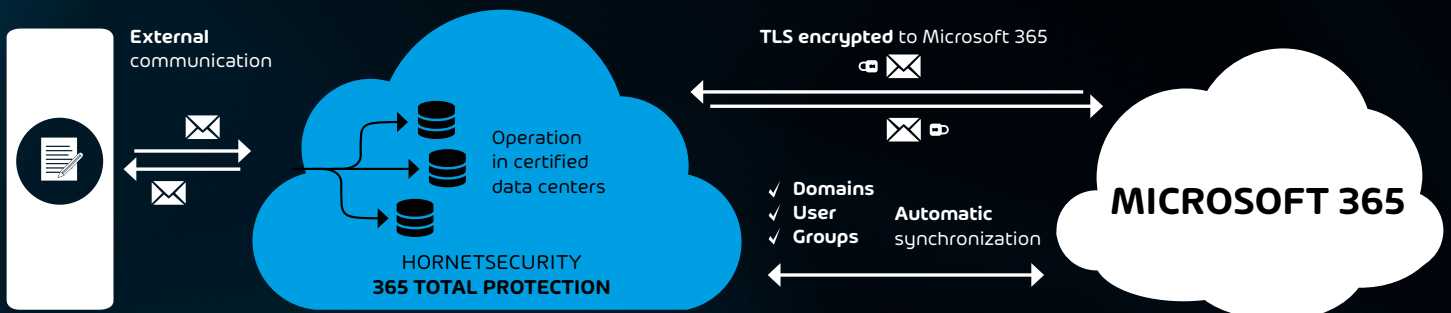 External
communication
TLS encrypted to Microsoft 365
Operation
in certified
data centers
HORNETSECURITY
365 TOTAL PROTECTION
✓ Domains
✓ User
✓ Groups
Automatic
synchronization
MICROSOFT 365